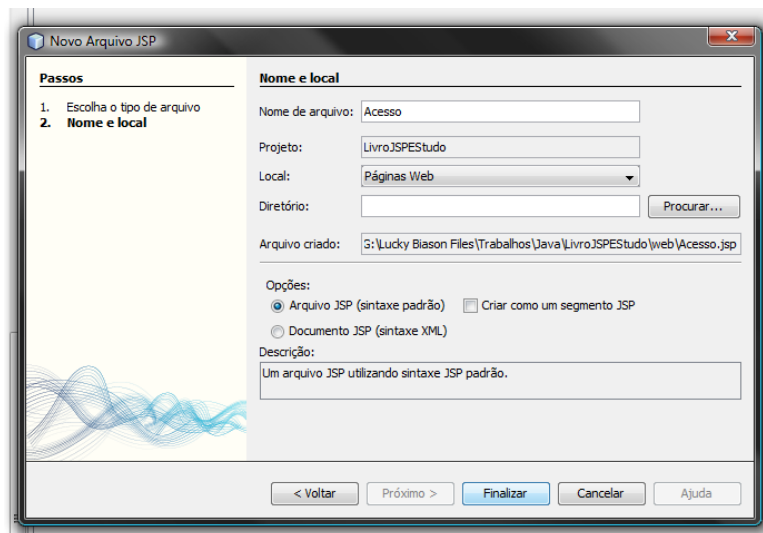 Novo Arquivo JSP
Passos
1. Escolha o tipo de arquivo
2. Nome e local
Nome e local
Nome de arquivo: Acesso
Projeto: LivroJSPEStudo
Local: Páginas Web
Diretório: Procurar...
Arquivo criado: G:\Lucky Biason Files\Trabalhos\Java\LivroJSPEStudo\web\Acesso.jsp
Opções:
Arquivo JSP (sintaxe padrão) Criar como um segmento JSP
Documento JSP (sintaxe XML)
Descrição:
Um arquivo JSP utilizando sintaxe JSP padrão.
< Voltar Próximo > Finalizar Cancelar Ajuda